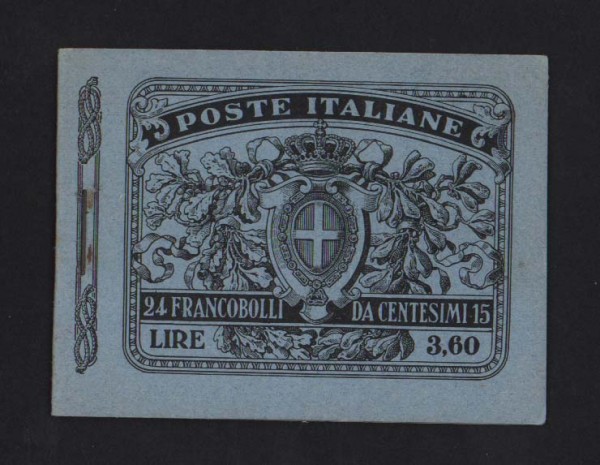 POSTE ITALIANE
24 FRANCOBOLLI DA CENTESIMI 15
LIRE 3,60